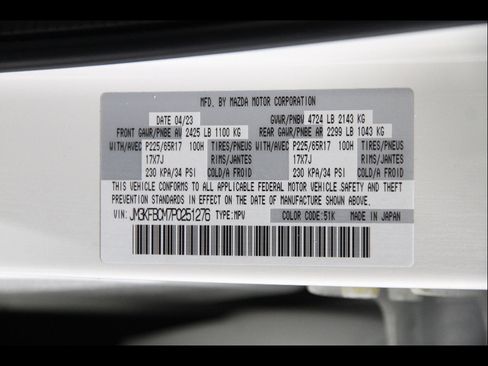 MFD. BY MAZDA MOTOR CORPORATION
DATE 04/23 GVWR/PNBV 4724 LB 2143 KG
FRONT GAWR/PNBE AV 2425 LB 1100 KG REAR GAWR/PNBE AR 2299 LB 1043 KG
WITH/AVEC P225/65R17 100H TIRES/PNEUS WITH/AVEC P225/65R17 100H TIRES/PNEUS
17X7J RIMS/JANTES 17X7J RIMS/JANTES
230 KPA/34 PSI COLD/A FROID 230 KPA/34 PSI COLD/A FROID
THIS VEHICLE CONFORMS TO ALL APPLICABLE FEDERAL MOTOR VEHICLE SAFETY AND THEFT
PREVENTION STANDARDS IN EFFECT ON THE DATE OF MANUFACTURE SHOWN ABOVE.
VIN: JM3KFBCM7P0251276 TYPE: MPV COLOR CODE: 51K MADE IN JAPAN